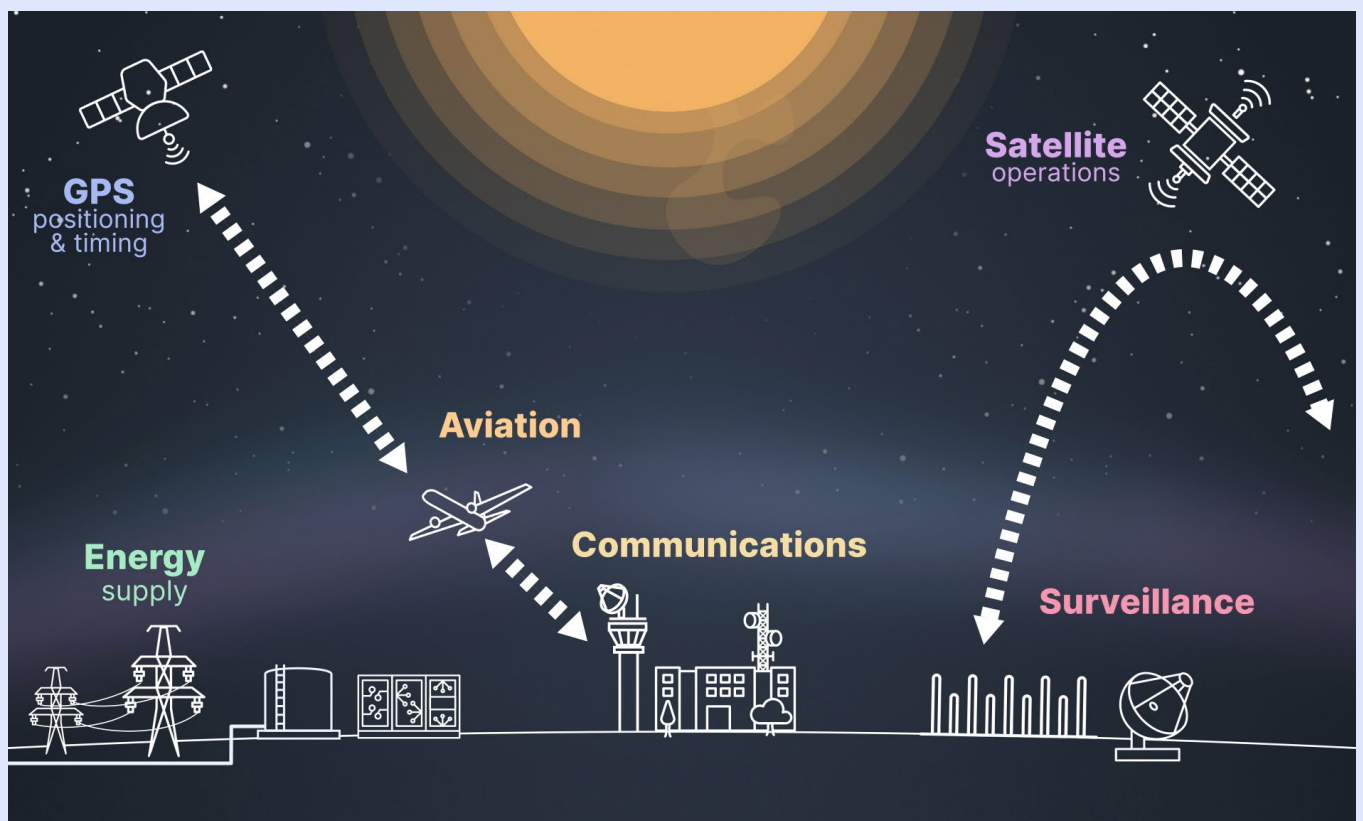 GPS
positioning
& timing
Satellite
operations
Aviation
Communications
Energy
supply
Surveillance